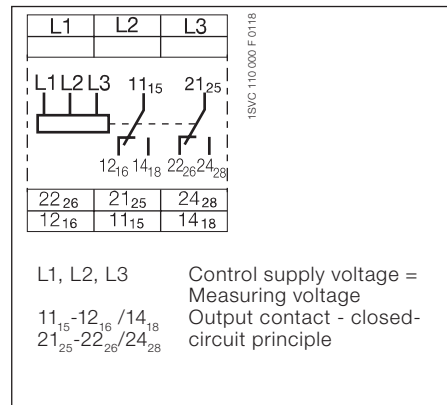 L1 L2 L3
1SVC 110 000 F 0118
L1 L2 L3 11₁₅ 21₂₅
12₁₆ 14₁₈ 22₂₆ 24₂₈
22₂₆ 21₂₅ 24₂₈
12₁₆ 11₁₅ 14₁₈
L1, L2, L3 Control supply voltage =
Measuring voltage
11₁₅-12₁₆ /14₁₈ Output contact - closed-
21₂₅-22₂₆/24₂₈ circuit principle